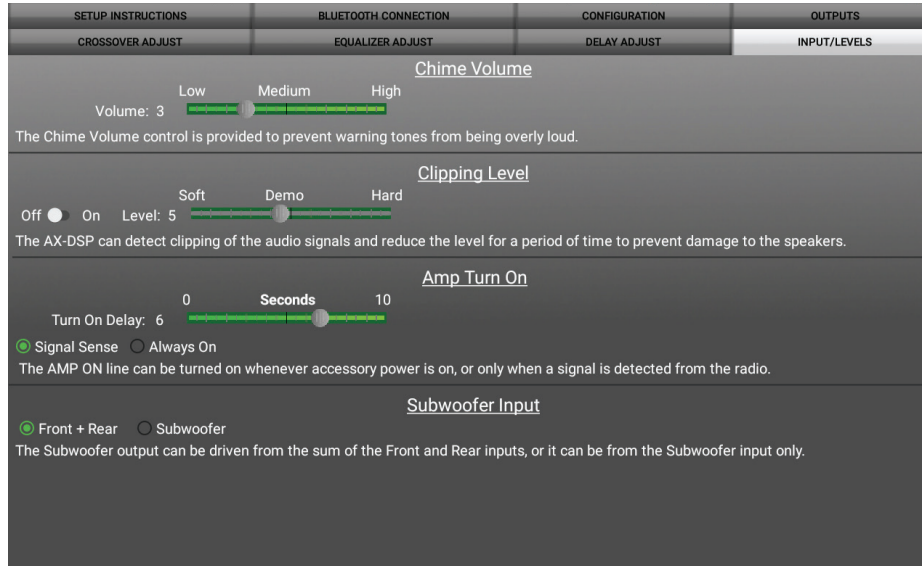 SETUP INSTRUCTIONS BLUETOOTH CONNECTION CONFIGURATION OUTPUTS
CROSSOVER ADJUST EQUALIZER ADJUST DELAY ADJUST INPUT/LEVELS
Chime Volume
Low Medium High
Volume: 3
The Chime Volume control is provided to prevent warning tones from being overly loud.
Clipping Level
Soft Demo Hard
Off On Level: 5
The AX-DSP can detect clipping of the audio signals and reduce the level for a period of time to prevent damage to the speakers.
Amp Turn On
0 Seconds 10
Turn On Delay: 6
Signal Sense Always On
The AMP ON line can be turned on whenever accessory power is on, or only when a signal is detected from the radio.
Subwoofer Input
Front + Rear Subwoofer
The Subwoofer output can be driven from the sum of the Front and Rear inputs, or it can be from the Subwoofer input only.